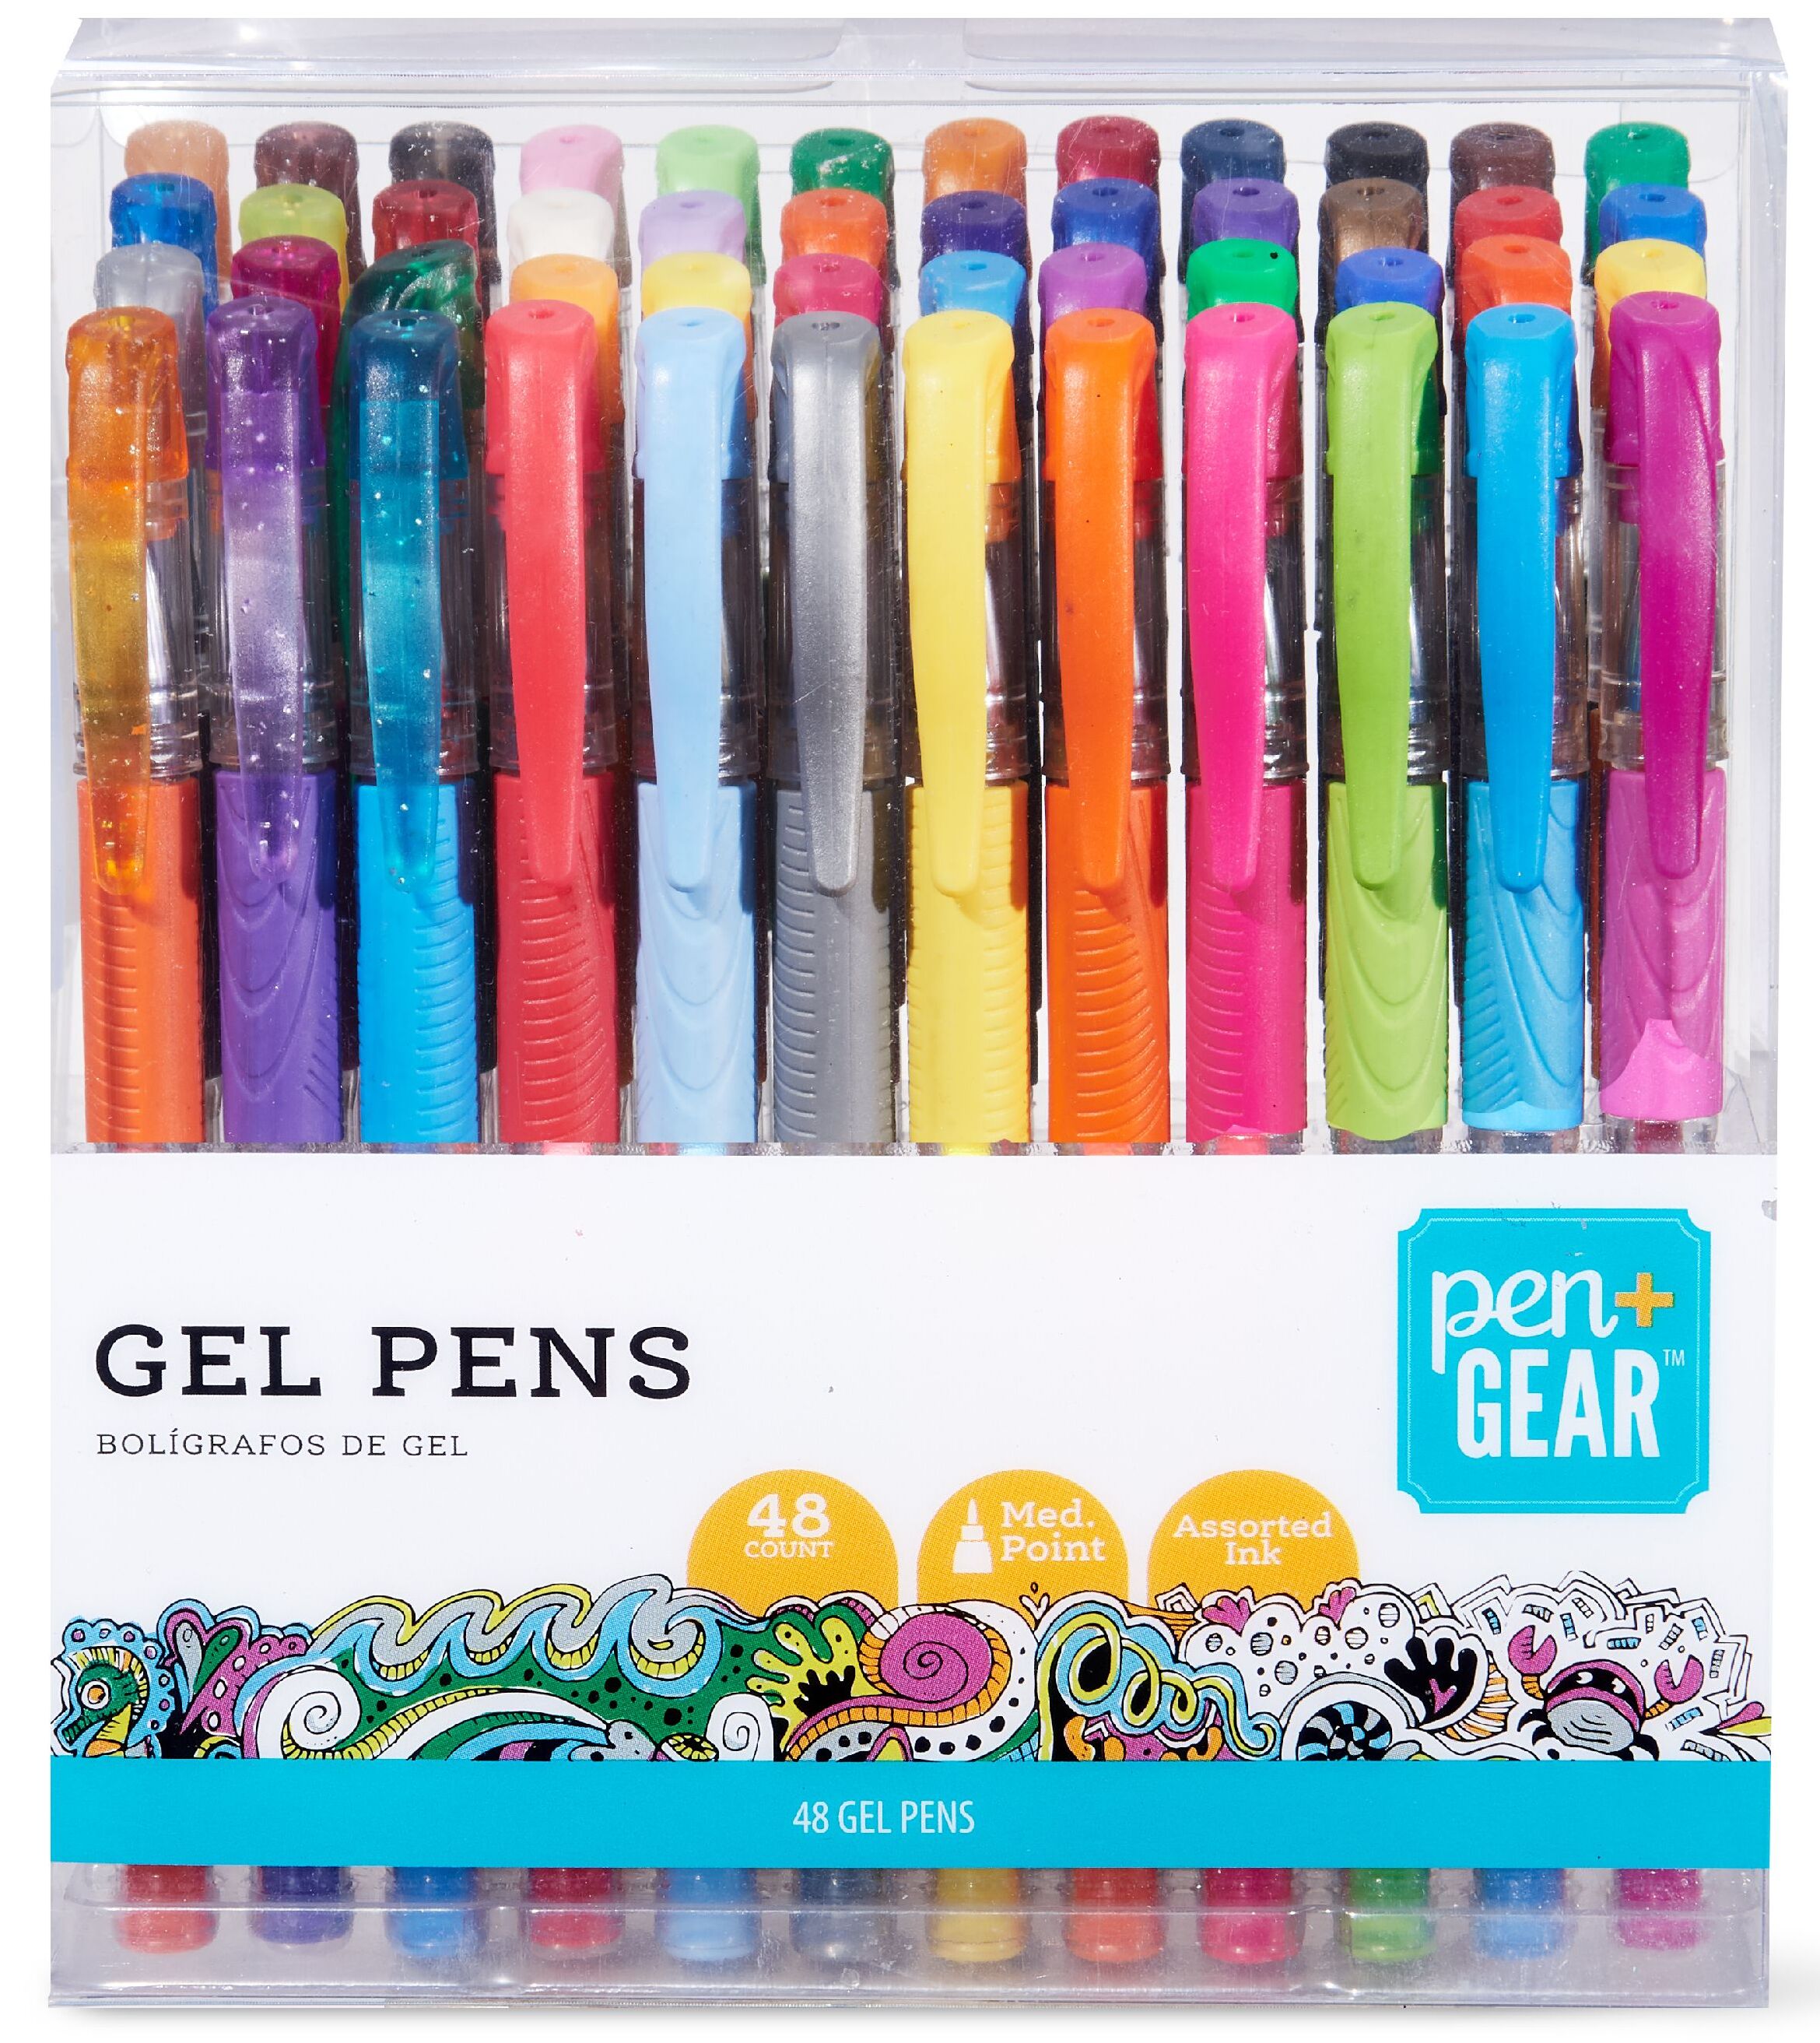 GEL PENS
BOLÍGRAFOS DE GEL
pen+
GEAR™
48
COUNT
Med.
Point
Assorted
Ink
48 GEL PENS